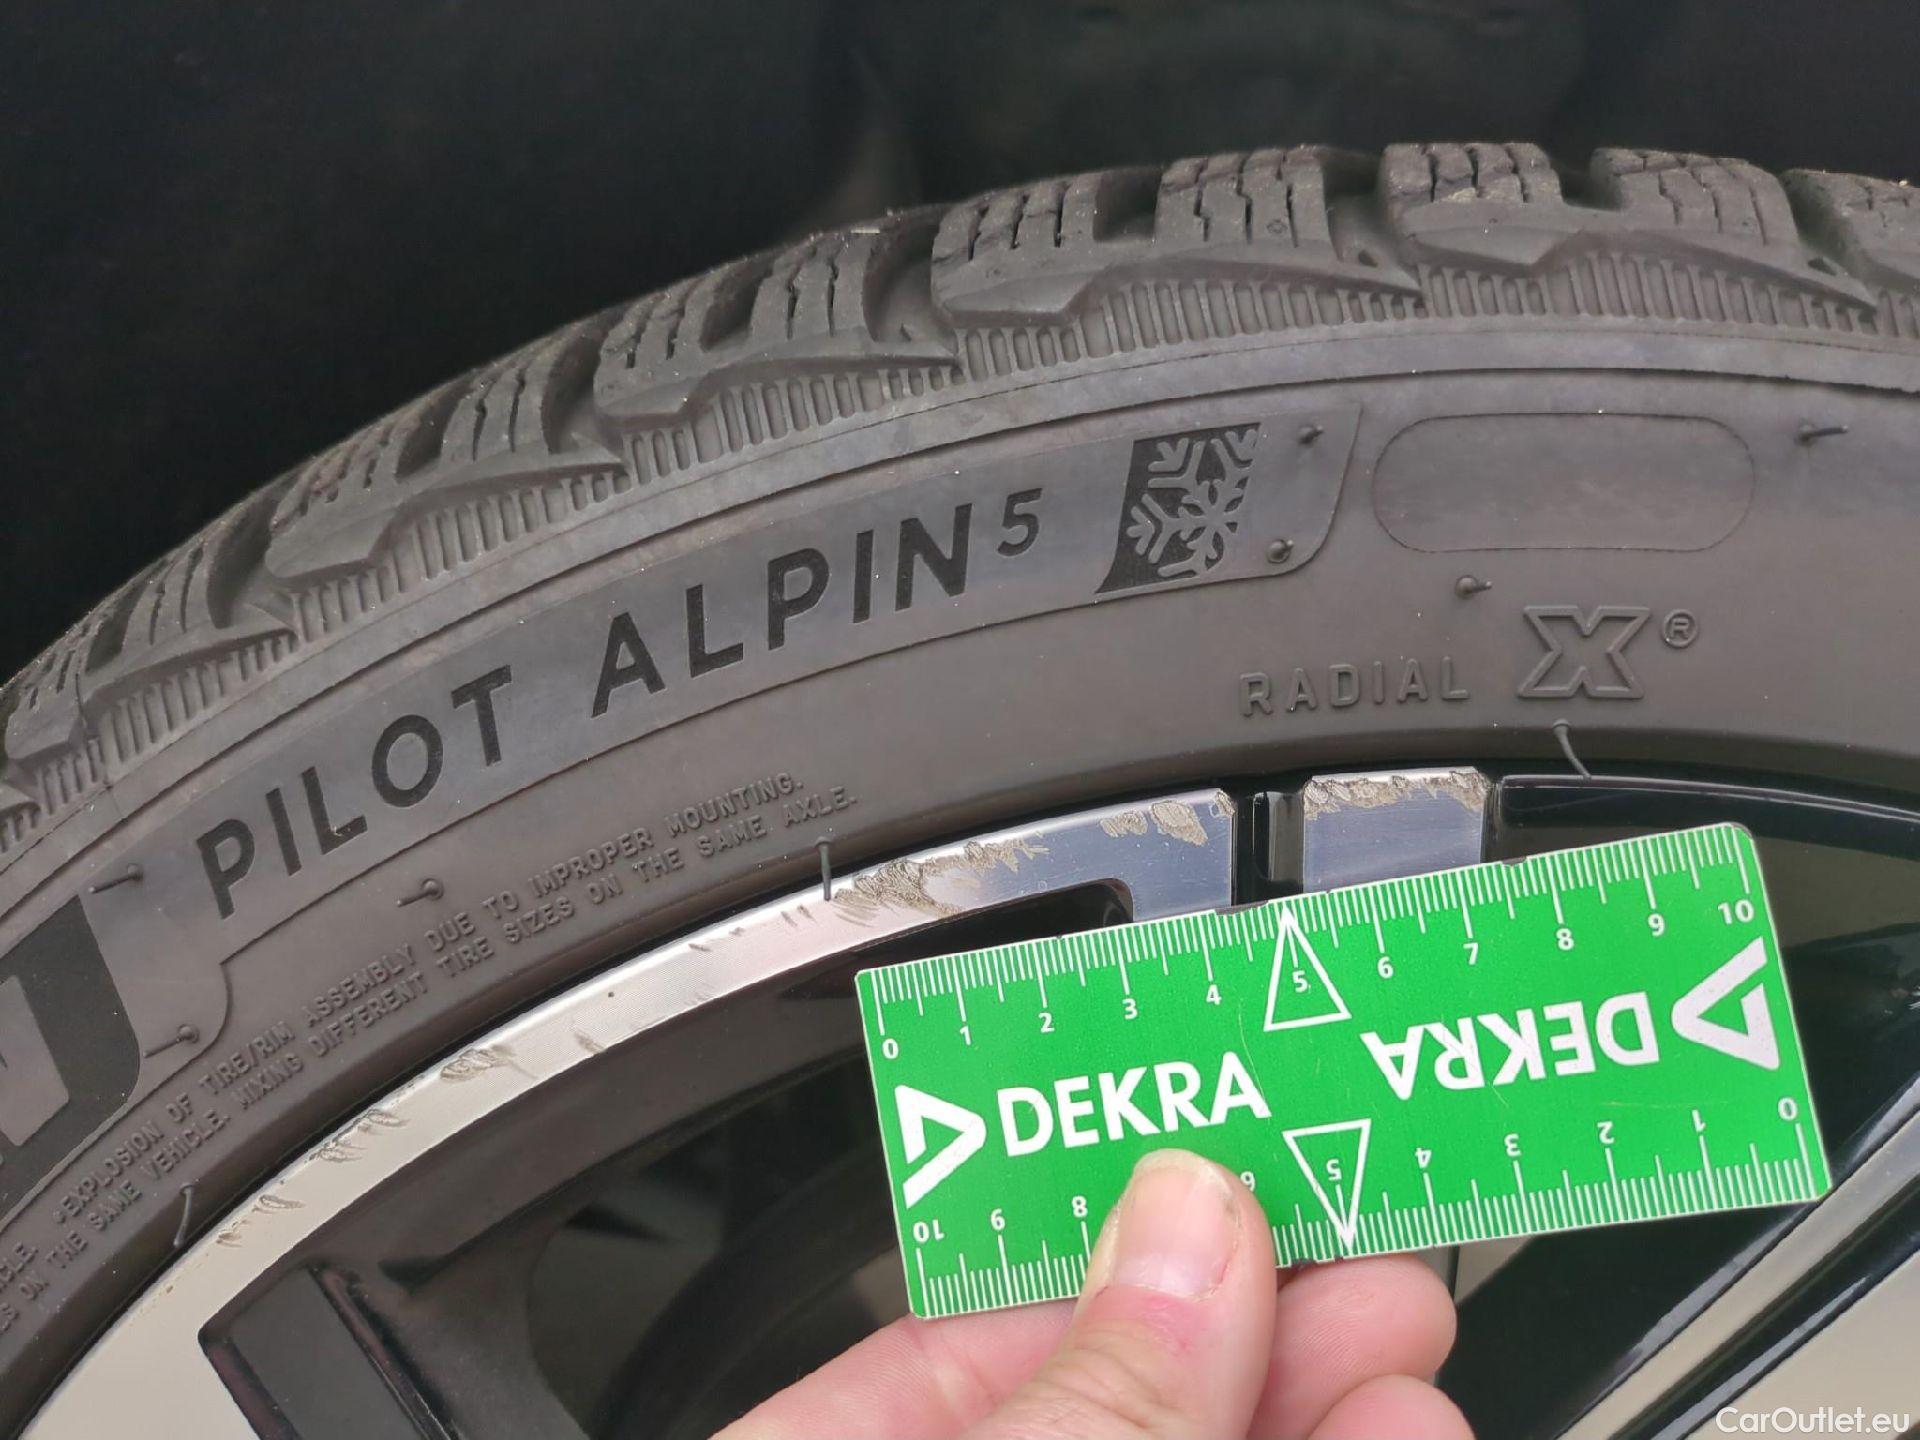 PILOT ALPIN 5
RADIAL X®
EXPLOSION OF TIRE/RIM ASSEMBLY DUE TO IMPROPER MOUNTING.
MIXING DIFFERENT TIRE SIZES ON THE SAME AXLE.
ON THE SAME VEHICLE.
0 1 2 3 4 5 6 7 8 9 10
DEKRA
DEKRA
10 9 8 6 5 4 3 2 1 0
CarOutlet.eu